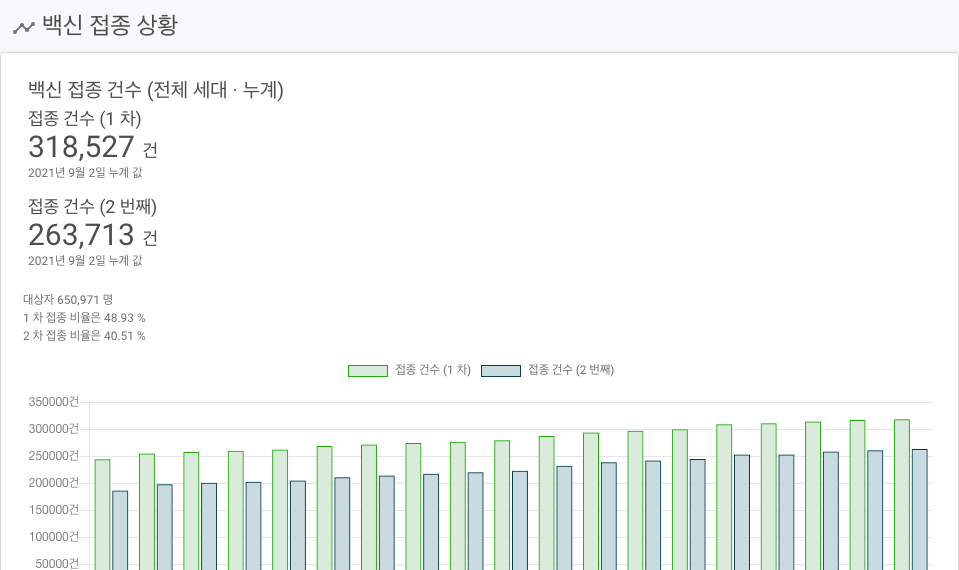 백신 접종 상황
백신 접종 건수 (전체 세대 · 누계)
접종 건수 (1 차)
318,527 건
2021년 9월 2일 누계 값
접종 건수 (2 번째)
263,713 건
2021년 9월 2일 누계 값
대상자 650,971 명
1 차 접종 비율은 48.93 %
2 차 접종 비율은 40.51 %
접종 건수 (1 차) 접종 건수 (2 번째)
350000건
300000건
250000건
200000건
150000건
100000건
50000건